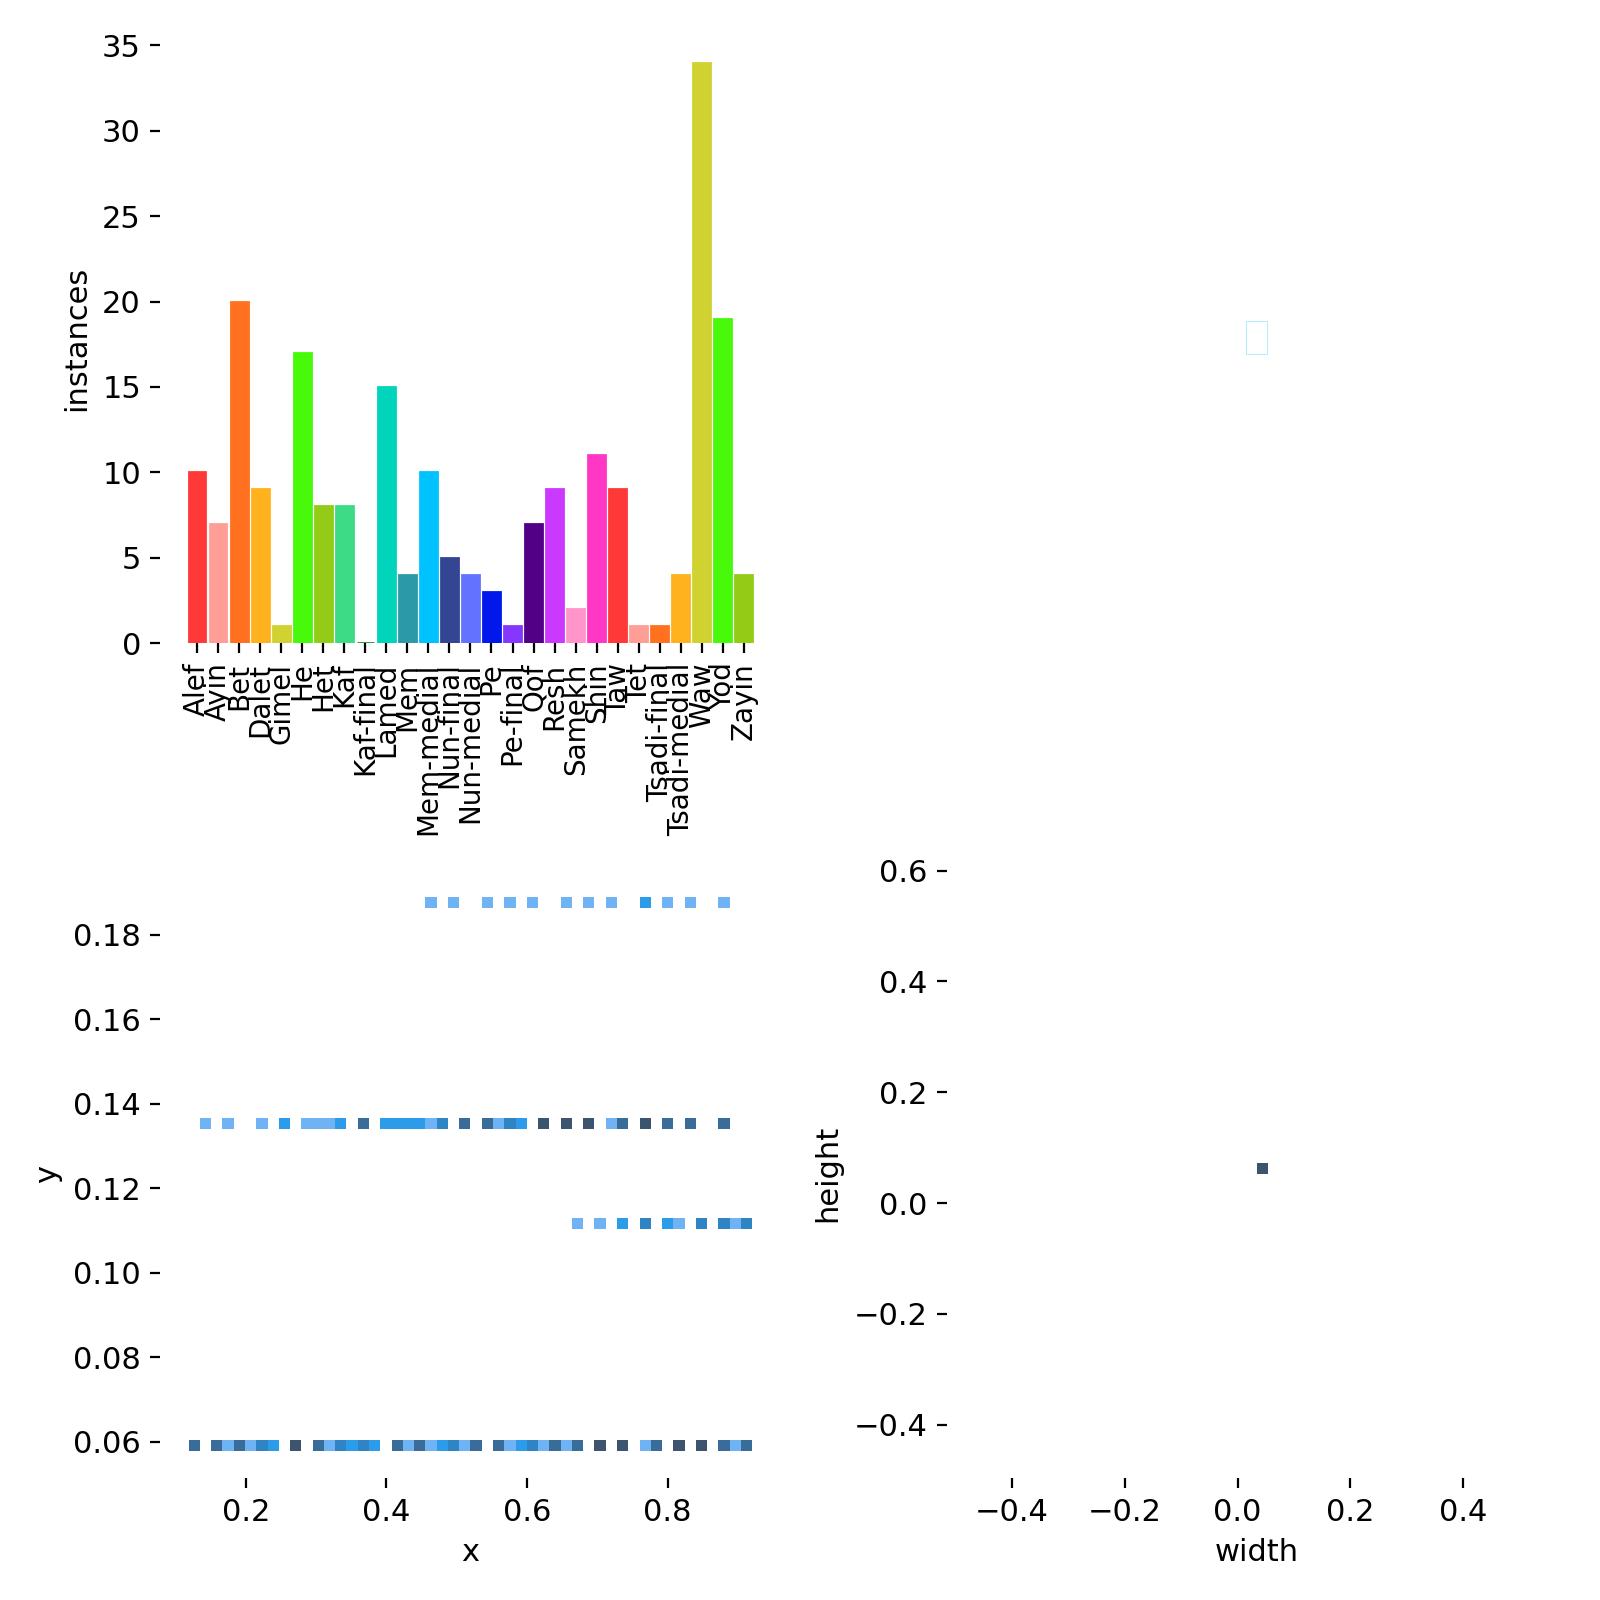 35
30
25
20
15
10
5
0
instances
Alef
Ayin
Bet
Dalet
Gimel
He
Het
Kaf
Kaf-final
Lamed
Mem
Mem-medial
Nun-final
Nun-medial
Pe
Pe-final
Qof
Resh
Samekh
Shin
Taw
Tet
Tsadi-final
Tsadi-medial
Waw
Yod
Zayin
0.18
0.16
0.14
0.12
0.10
0.08
0.06
y
0.2 0.4 0.6 0.8
x
0.6
0.4
0.2
0.0
−0.2
−0.4
height
−0.4 −0.2 0.0 0.2 0.4
width